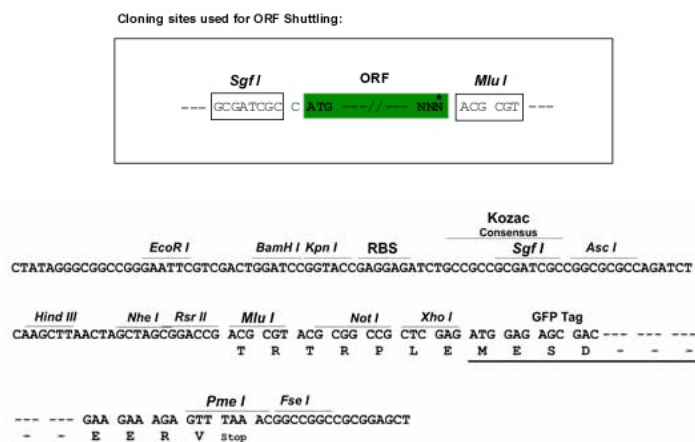 Cloning sites used for ORF Shuttling:
Sgf I ORF Mlu I
--- GCGATCGC C ATG ---//--- NNN* ACG CGT ---
Kozac
Consensus
EcoR I BamH I Kpn I RBS Sgf I Asc I
CTATAGGGCGGCCGGGAATTCGTCGACTGGATCCGGTACCGAGGAGATCTGCCGCCGCGATCGCCGGCGCGCCAGATCT
Hind III Nhe I Rsr II Mlu I Not I Xho I GFP Tag
CAAGCTTAACTAGCTAGCGGACCG ACG CGT ACG CGG CCG CTC GAG ATG GAG AGC GAC --- ---
T R T R P L E M E S D - - -
Pme I Fse I
--- --- GAA GAA AGA GTT TAA ACGGCCGGCCGCGGAGCT
- - E E R V Stop